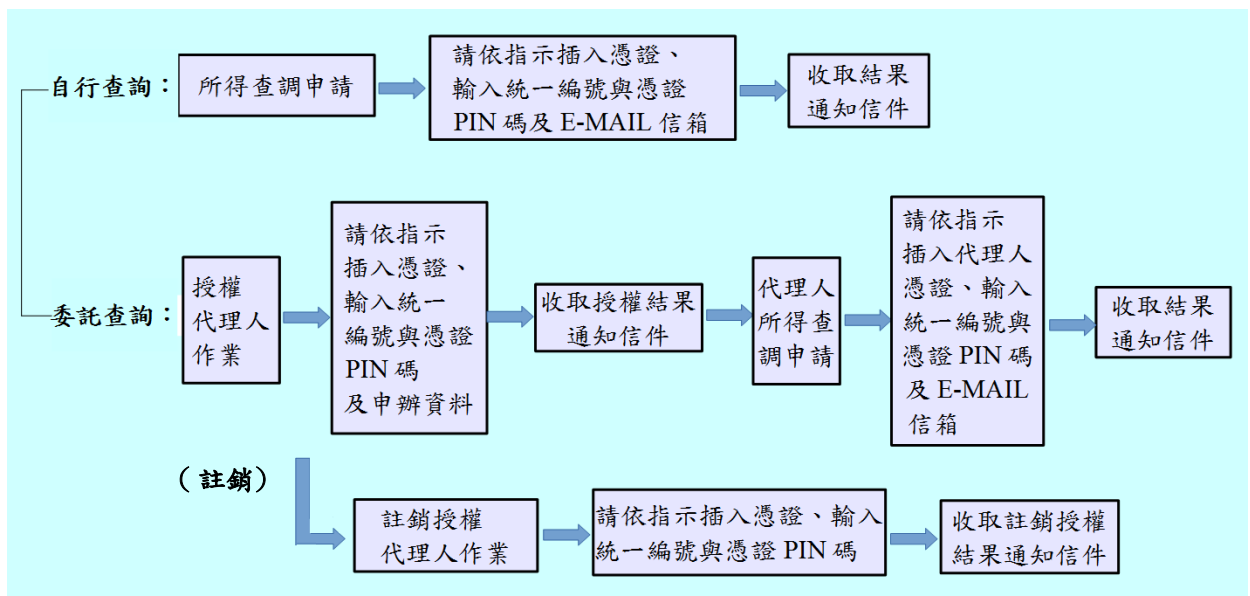 自行查詢：
所得查調申請
請依指示插入憑證、
輸入統一編號與憑證
PIN 碼及 E-MAIL 信箱
收取結果
通知信件
委託查詢：
授權
代理人
作業
請依指示
插入憑證、
輸入統一
編號與憑證
PIN 碼
及申辦資料
收取授權結果
通知信件
代理人
所得查
調申請
請依指示
插入代理人
憑證、輸入
統一編號與
憑證 PIN 碼
及 E-MAIL
信箱
收取結果
通知信件
（註銷）
註銷授權
代理人作業
請依指示插入憑證、輸入
統一編號與憑證 PIN 碼
收取註銷授權
結果通知信件